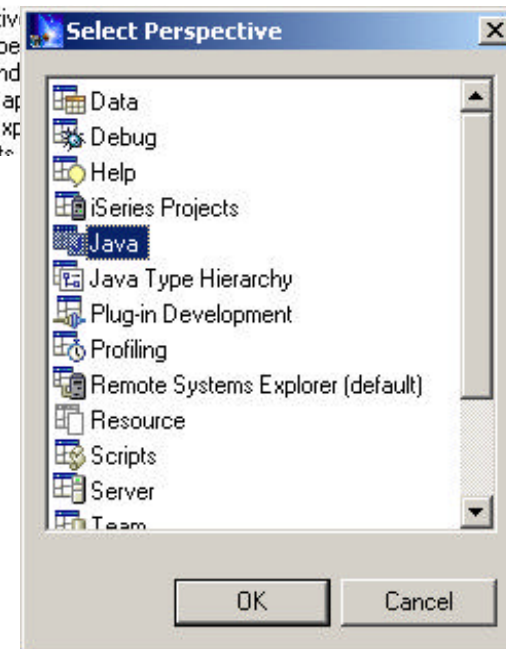 Select Perspective
Data
Debug
Help
iSeries Projects
Java
Java Type Hierarchy
Plug-in Development
Profiling
Remote Systems Explorer (default)
Resource
Scripts
Server
Team
OK
Cancel